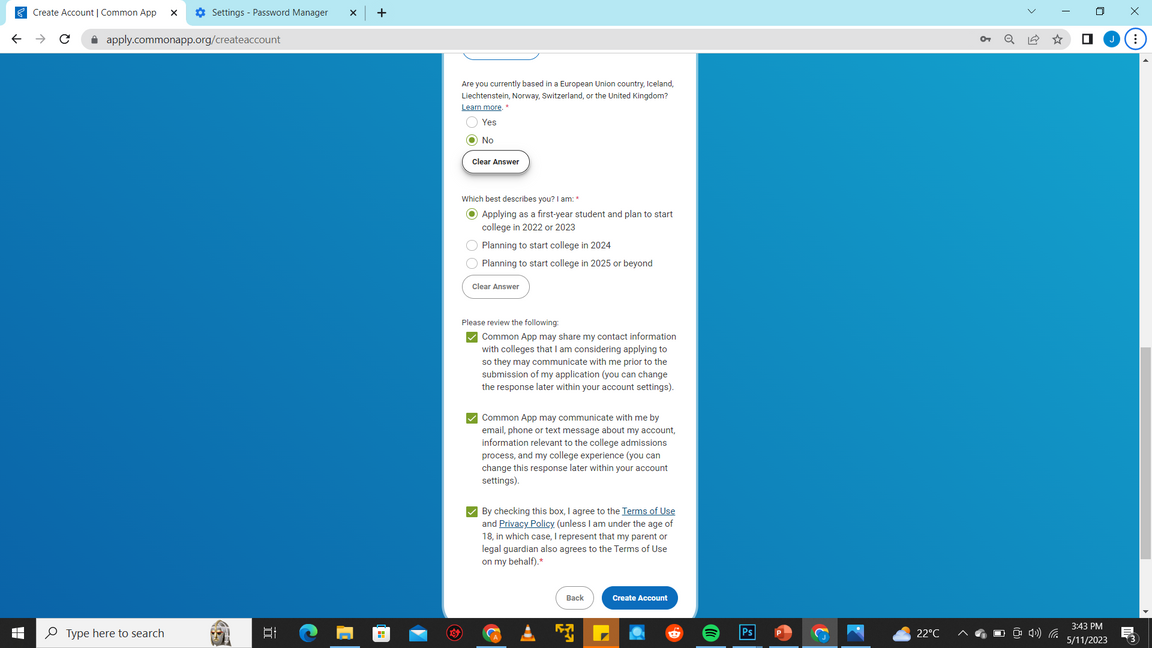 Create Account | Common App
Settings - Password Manager
apply.commonapp.org/createaccount
J
Are you currently based in a European Union country, Iceland,
Liechtenstein, Norway, Switzerland, or the United Kingdom?
Learn more. *
Yes
No
Clear Answer
Which best describes you? I am: *
Applying as a first-year student and plan to start
college in 2022 or 2023
Planning to start college in 2024
Planning to start college in 2025 or beyond
Clear Answer
Please review the following:
Common App may share my contact information
with colleges that I am considering applying to
so they may communicate with me prior to the
submission of my application (you can change
the response later within your account settings).
Common App may communicate with me by
email, phone or text message about my account,
information relevant to the college admissions
process, and my college experience (you can
change this response later within your account
settings).
By checking this box, I agree to the Terms of Use
and Privacy Policy (unless I am under the age of
18, in which case, I represent that my parent or
legal guardian also agrees to the Terms of Use
on my behalf).*
Back
Create Account
Type here to search
Ps
22°C
3:43 PM
5/11/2023
3